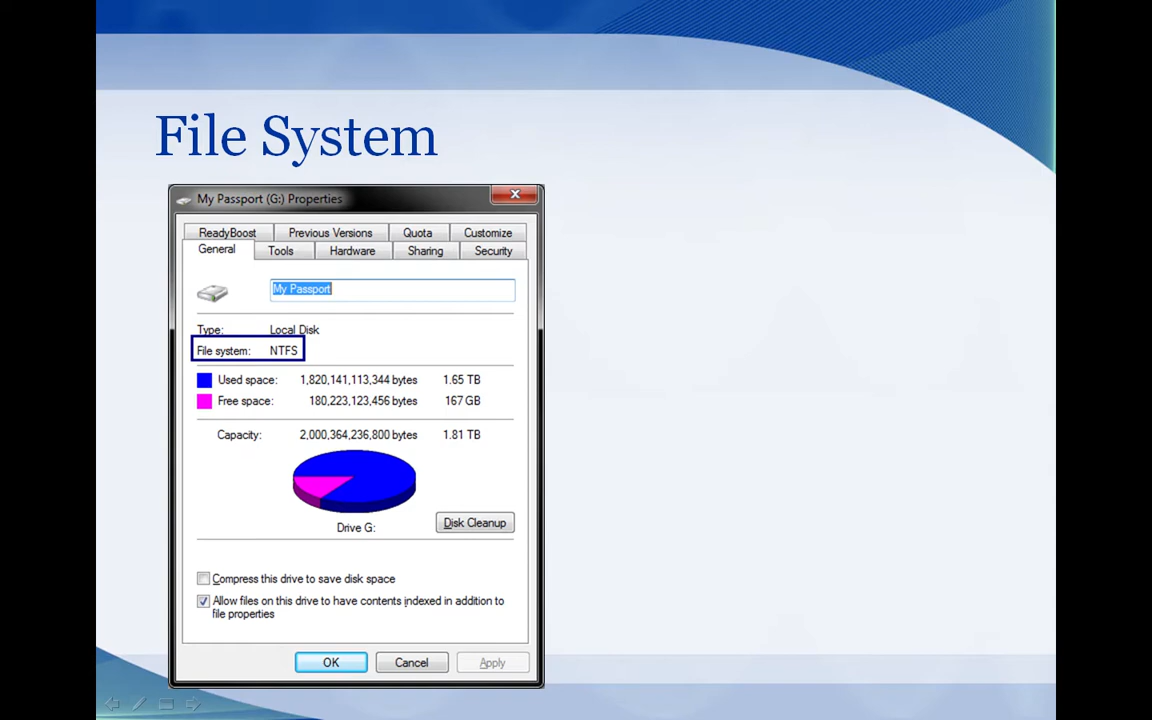 File System
My Passport (G:) Properties
ReadyBoost Previous Versions Quota Customize
General Tools Hardware Sharing Security
My Passport
Type: Local Disk
File system: NTFS
Used space: 1,820,141,113,344 bytes 1.65 TB
Free space: 180,223,123,456 bytes 167 GB
Capacity: 2,000,364,236,800 bytes 1.81 TB
Drive G:
Disk Cleanup
Compress this drive to save disk space
Allow files on this drive to have contents indexed in addition to
file properties
OK Cancel Apply